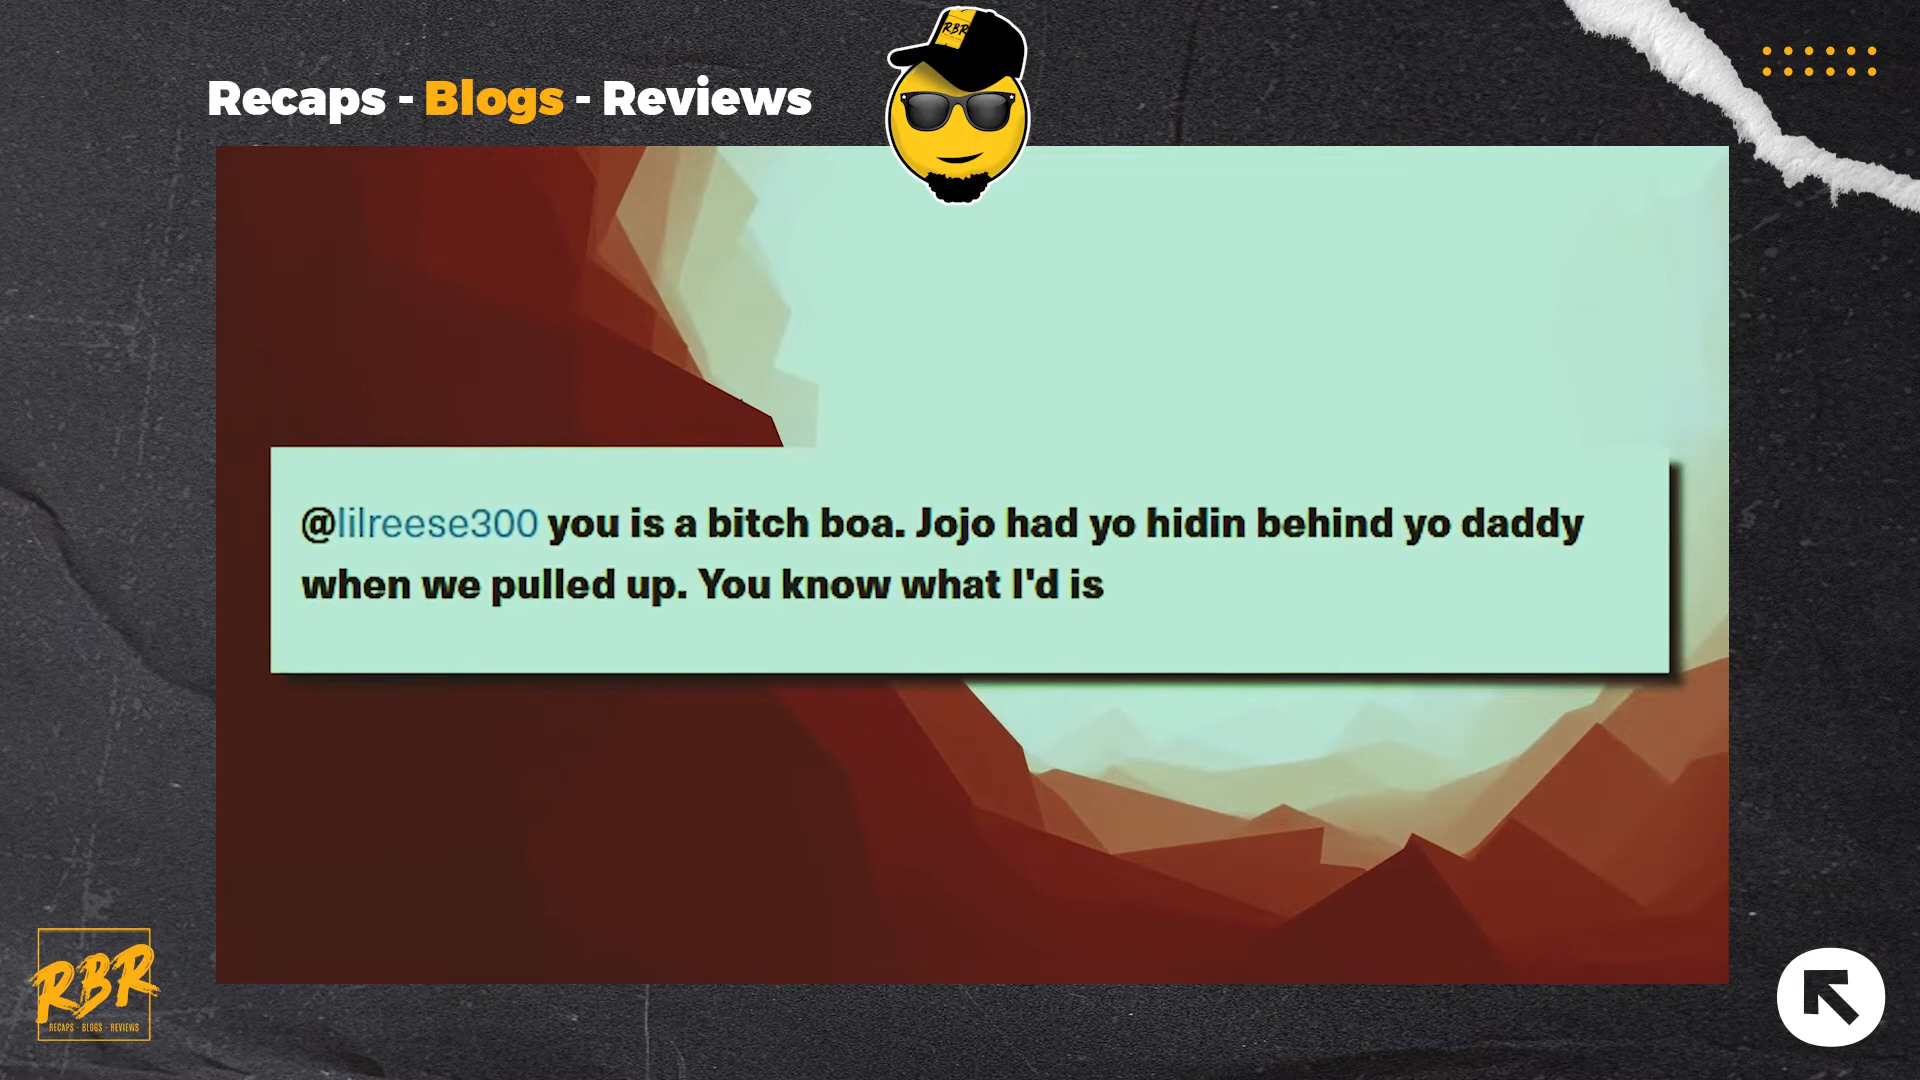 RBR
Recaps - Blogs - Reviews
@lilreese300 you is a bitch boa. Jojo had yo hidin behind yo daddy
when we pulled up. You know what I'd is
RBR
RECAPS - BLOGS - REVIEWS